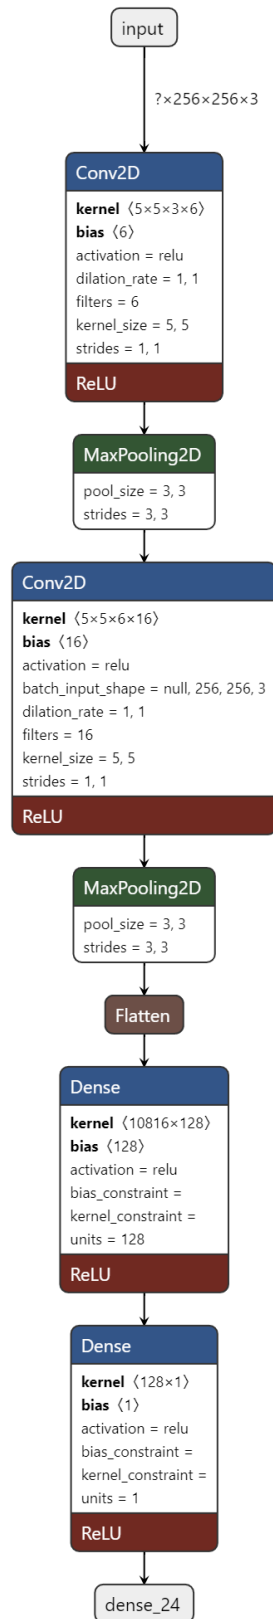 input
?×256×256×3
Conv2D
kernel ⟨5×5×3×6⟩
bias ⟨6⟩
activation = relu
dilation_rate = 1, 1
filters = 6
kernel_size = 5, 5
strides = 1, 1
ReLU
MaxPooling2D
pool_size = 3, 3
strides = 3, 3
Conv2D
kernel ⟨5×5×6×16⟩
bias ⟨16⟩
activation = relu
batch_input_shape = null, 256, 256, 3
dilation_rate = 1, 1
filters = 16
kernel_size = 5, 5
strides = 1, 1
ReLU
MaxPooling2D
pool_size = 3, 3
strides = 3, 3
Flatten
Dense
kernel ⟨10816×128⟩
bias ⟨128⟩
activation = relu
bias_constraint =
kernel_constraint =
units = 128
ReLU
Dense
kernel ⟨128×1⟩
bias ⟨1⟩
activation = relu
bias_constraint =
kernel_constraint =
units = 1
ReLU
dense_24